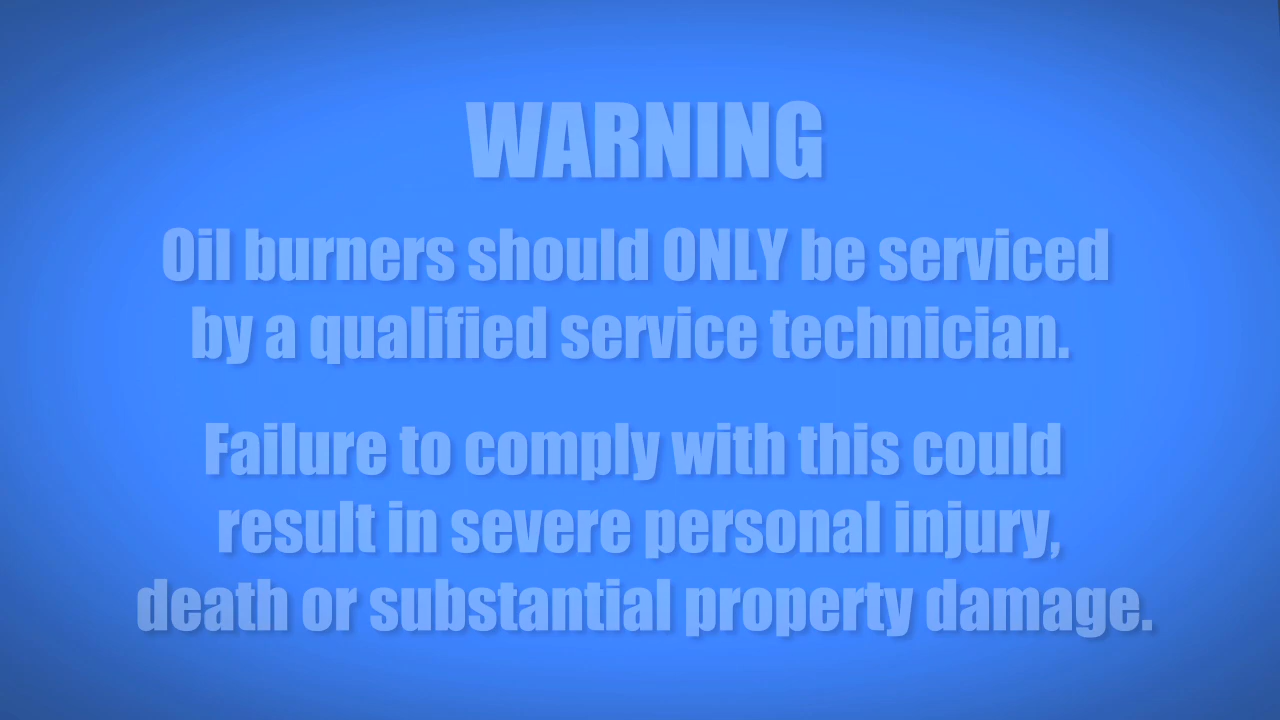 WARNING
Oil burners should ONLY be serviced
by a qualified service technician.
Failure to comply with this could
result in severe personal injury,
death or substantial property damage.